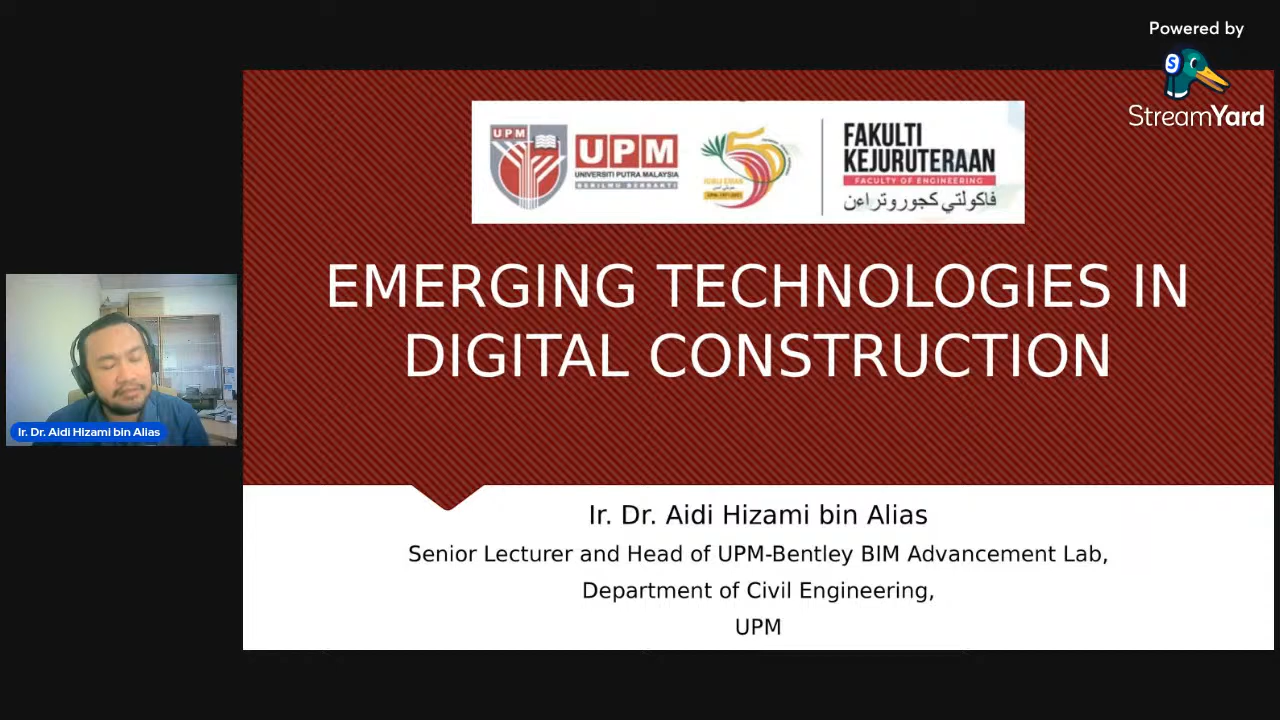 Powered by
StreamYard
UPM
UPM
UNIVERSITI PUTRA MALAYSIA
BERILMU BERBAKTI
FAKULTI
KEJURUTERAAN
FACULTY OF ENGINEERING
فاكولتي كجوروتراءن
EMERGING TECHNOLOGIES IN
DIGITAL CONSTRUCTION
Ir. Dr. Aidi Hizami bin Alias
Ir. Dr. Aidi Hizami bin Alias
Senior Lecturer and Head of UPM-Bentley BIM Advancement Lab,
Department of Civil Engineering,
UPM